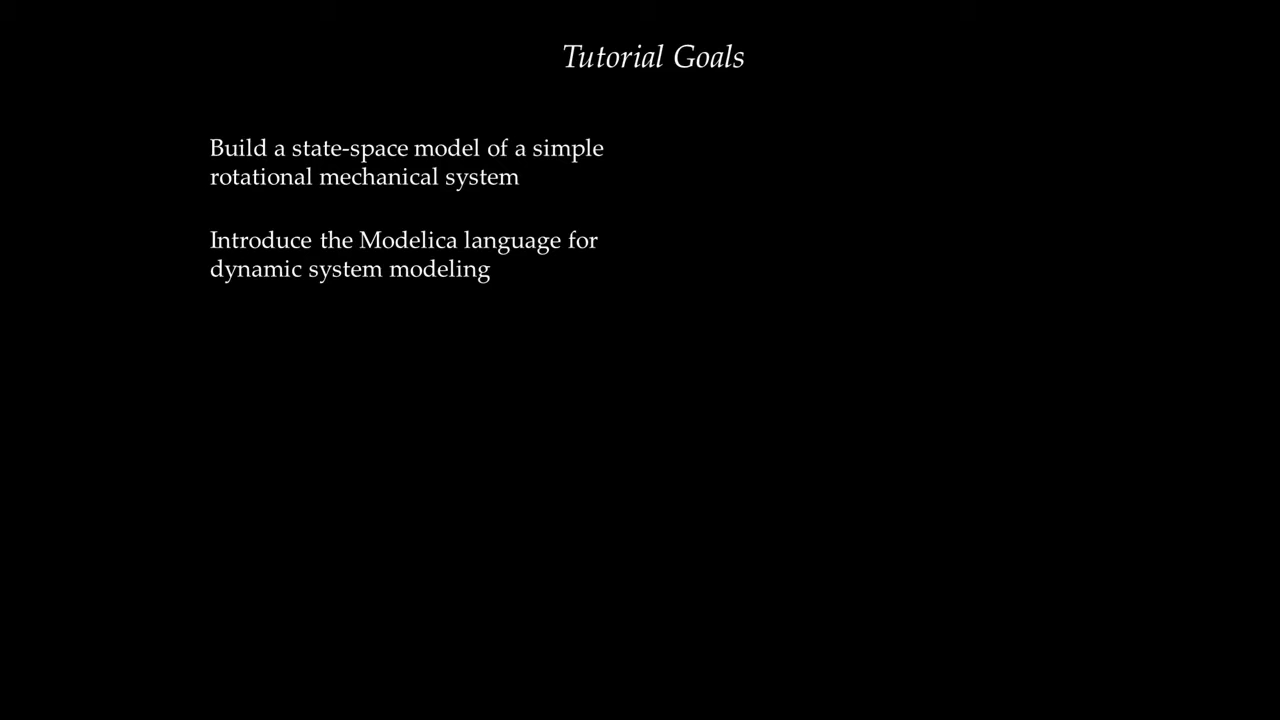 Tutorial Goals
Build a state-space model of a simple
rotational mechanical system
Introduce the Modelica language for
dynamic system modeling